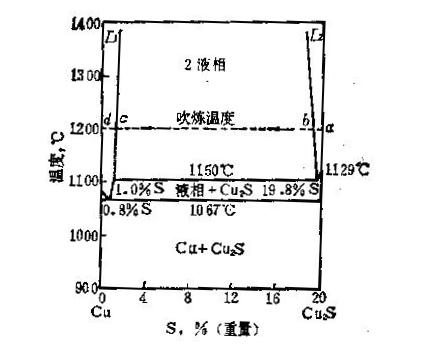 1400
L₁
L₂
1300
2液相
吹炼温度
d
c
b
a
1200
1150℃
1129℃
1100
1.0%S
液相+Cu₂S
19.8%S
0.8%S
1067℃
1000
Cu+Cu₂S
900
温度,℃
0
4
8
12
16
20
Cu
Cu₂S
S,%(重量)